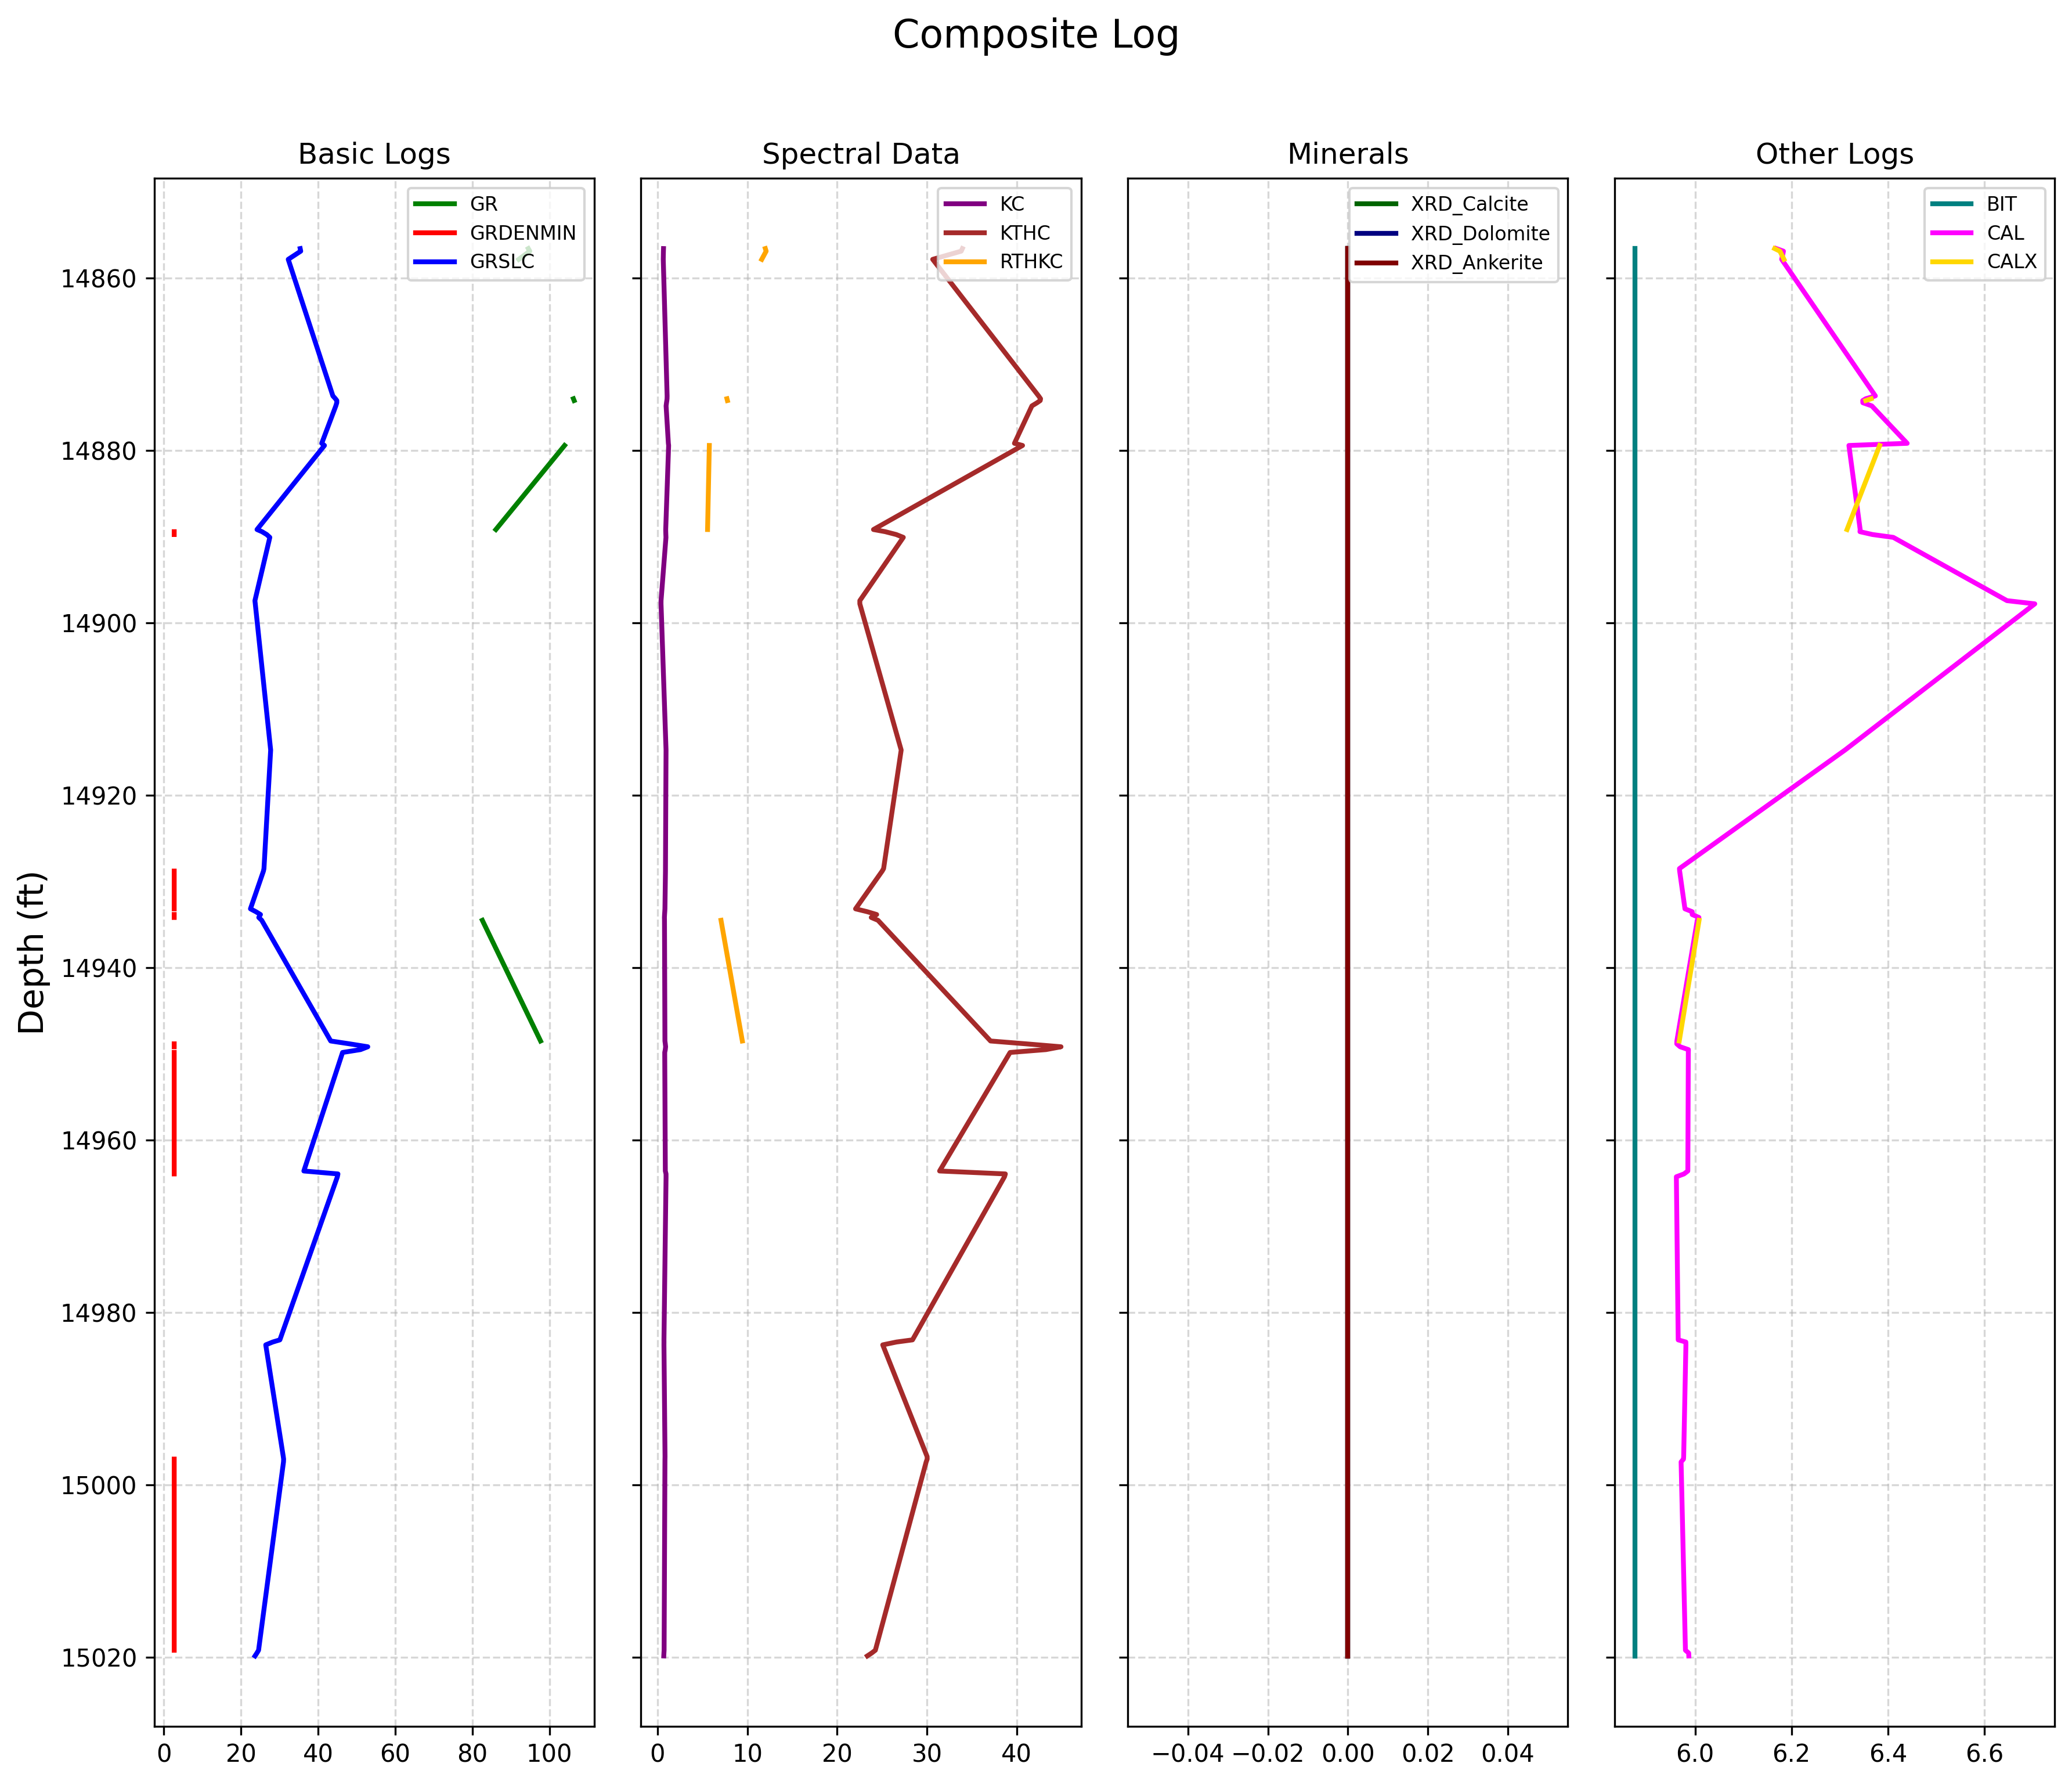 Composite Log
Basic Logs
Spectral Data
Minerals
Other Logs
GR
GRDENMIN
GRSLC
KC
KTHC
RTHKC
XRD_Calcite
XRD_Dolomite
XRD_Ankerite
BIT
CAL
CALX
Depth (ft)
14860
14880
14900
14920
14940
14960
14980
15000
15020
0 20 40 60 80 100
0 10 20 30 40
−0.04 −0.02 0.00 0.02 0.04
6.0 6.2 6.4 6.6